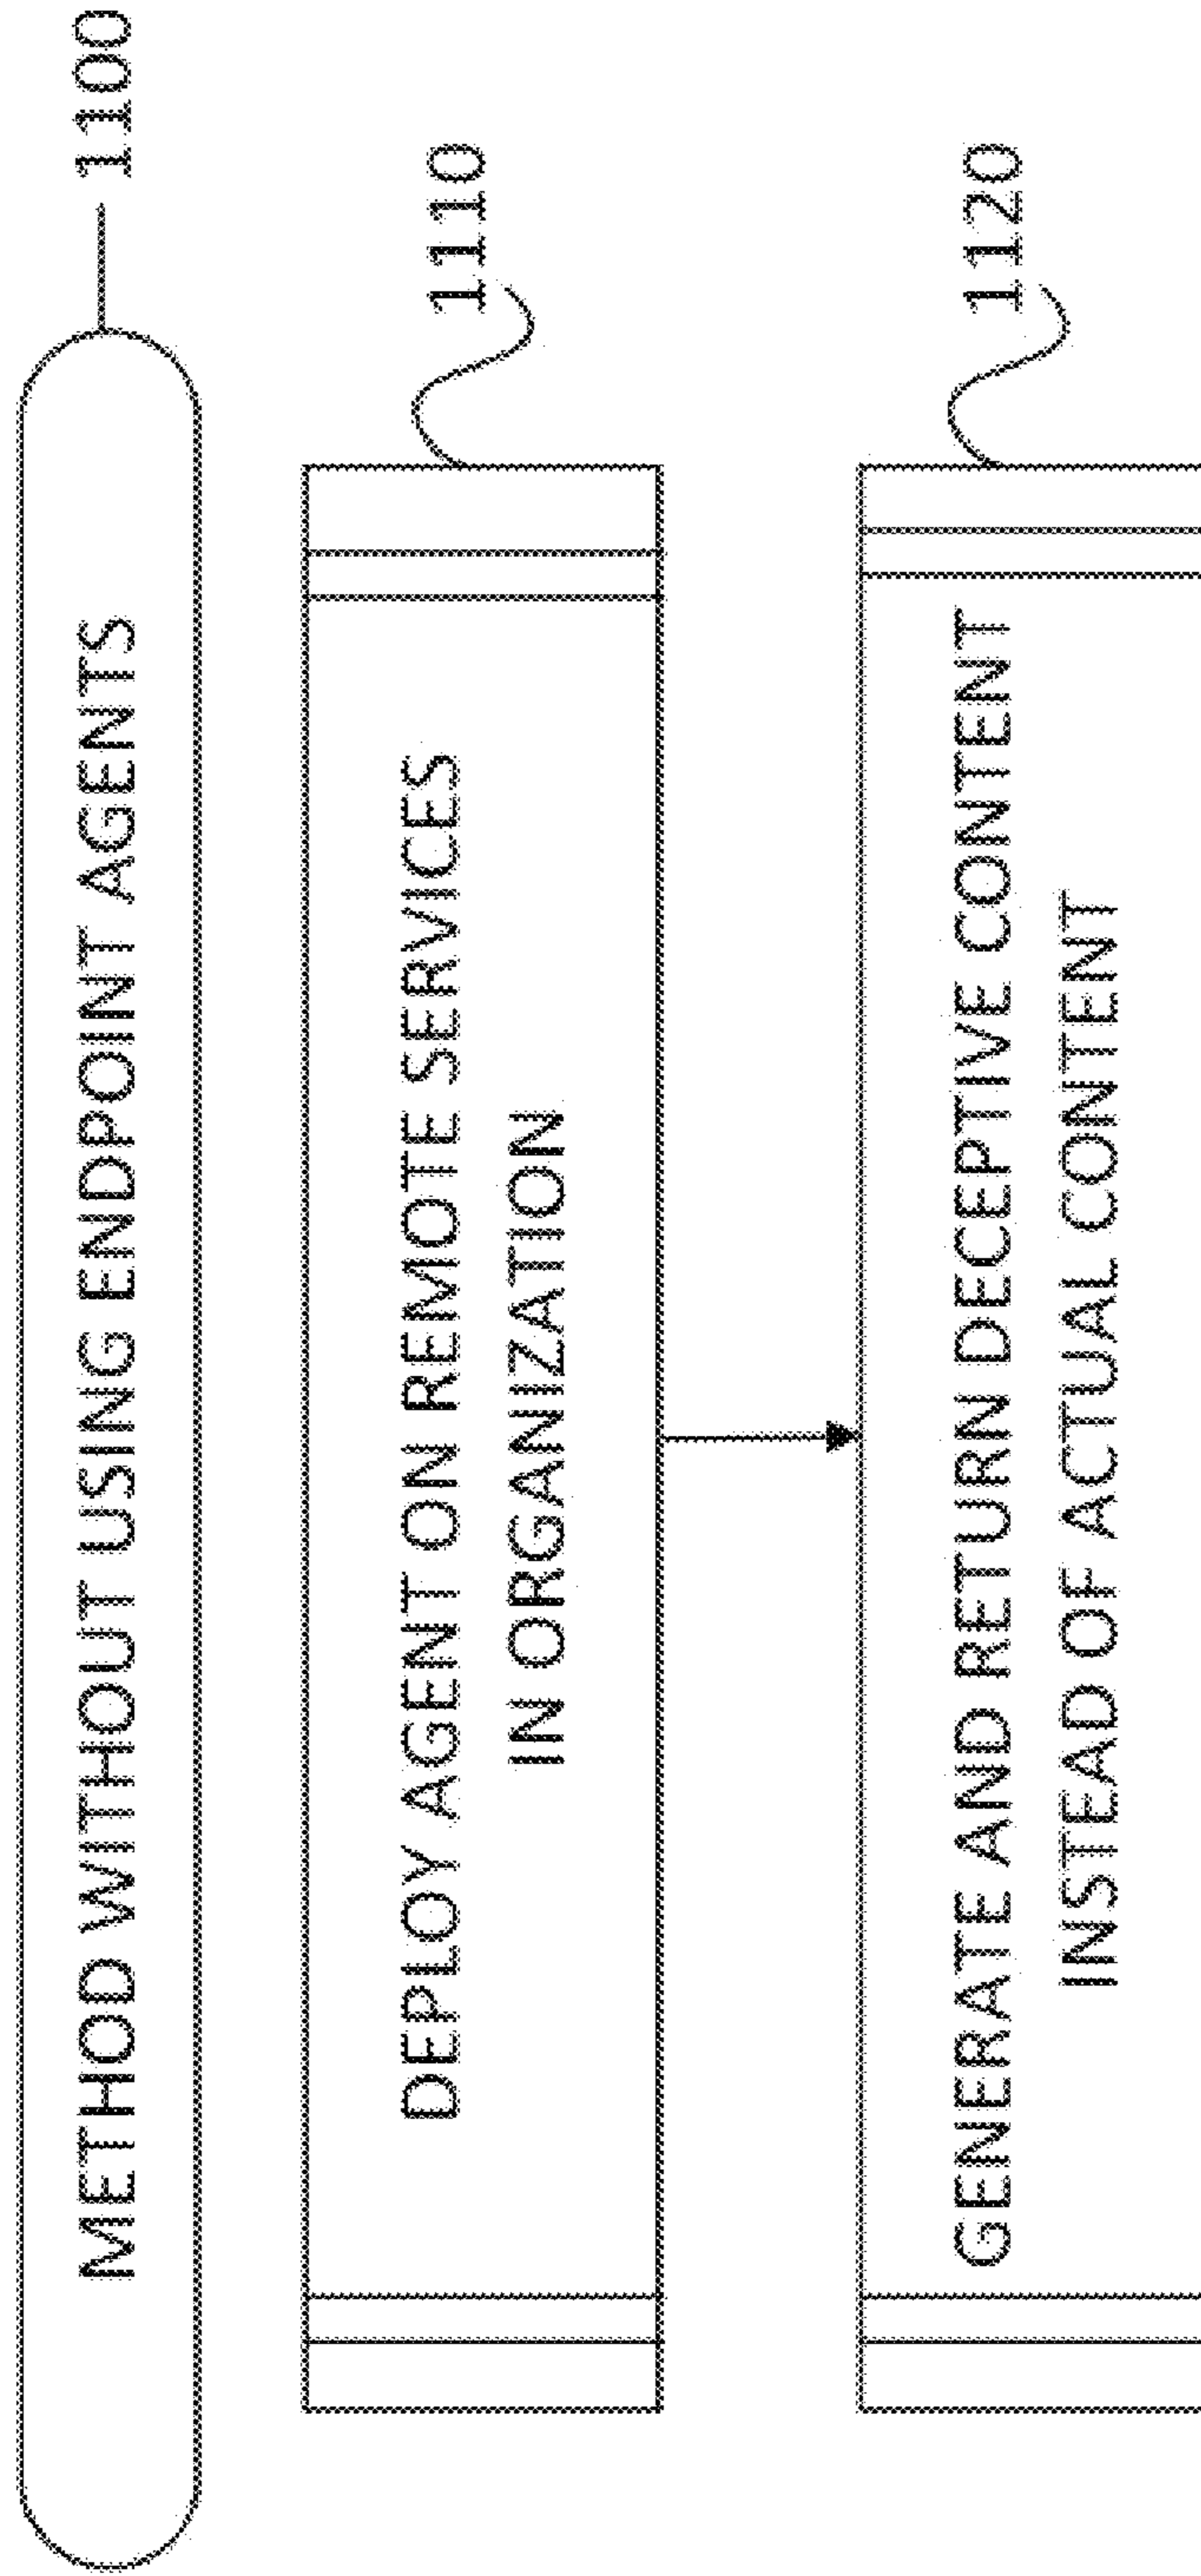 METHOD WITHOUT USING ENDPOINT AGENTS
1100
DEPLOY AGENT ON REMOTE SERVICES
IN ORGANIZATION
1110
GENERATE AND RETURN DECEPTIVE CONTENT
INSTEAD OF ACTUAL CONTENT
1120